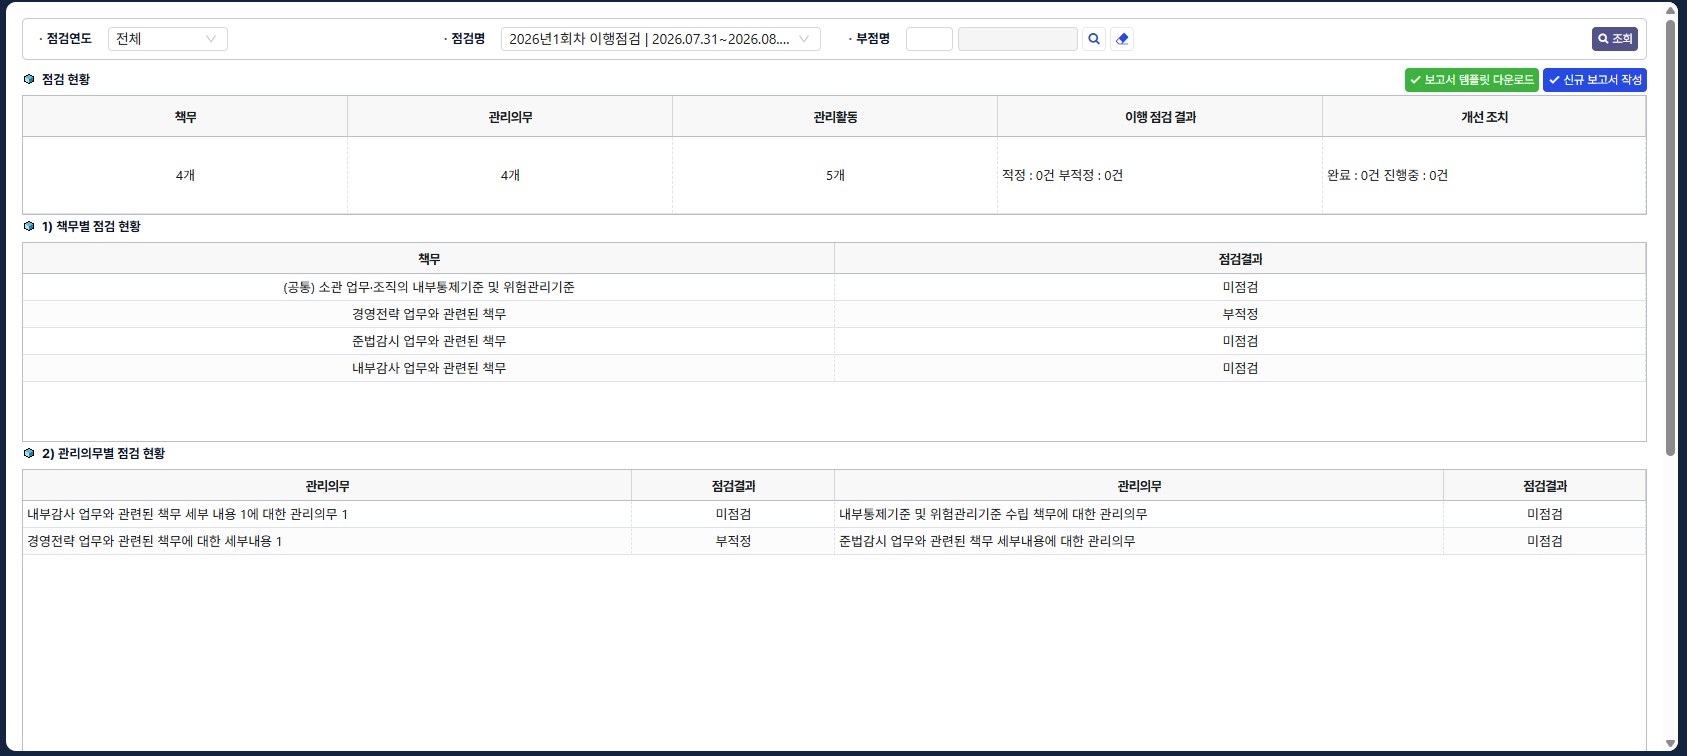 · 점검연도 전체 · 점검명 2026년1회차 이행점검 | 2026.07.31~2026.08.... · 부점명 조회
점검 현황 보고서 템플릿 다운로드 신규 보고서 작성
책무 관리의무 관리활동 이행 점검 결과 개선 조치
4개 4개 5개 적정 : 0건 부적정 : 0건 완료 : 0건 진행중 : 0건
1) 책무별 점검 현황
책무 점검결과
(공통) 소관 업무·조직의 내부통제기준 및 위험관리기준 미점검
경영전략 업무와 관련된 책무 부적정
준법감시 업무와 관련된 책무 미점검
내부감사 업무와 관련된 책무 미점검
2) 관리의무별 점검 현황
관리의무 점검결과 관리의무 점검결과
내부감사 업무와 관련된 책무 세부 내용 1에 대한 관리의무 1 미점검 내부통제기준 및 위험관리기준 수립 책무에 대한 관리의무 미점검
경영전략 업무와 관련된 책무에 대한 세부내용 1 부적정 준법감시 업무와 관련된 책무 세부내용에 대한 관리의무 미점검